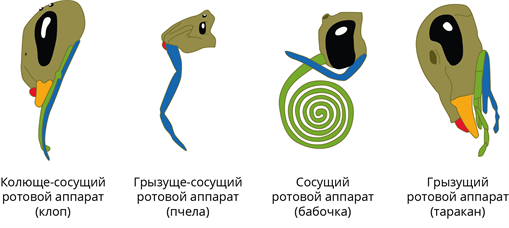 Колюще-сосущий
ротовой аппарат
(клоп)
Грызуще-сосущий
ротовой аппарат
(пчела)
Сосущий
ротовой аппарат
(бабочка)
Грызущий
ротовой аппарат
(таракан)